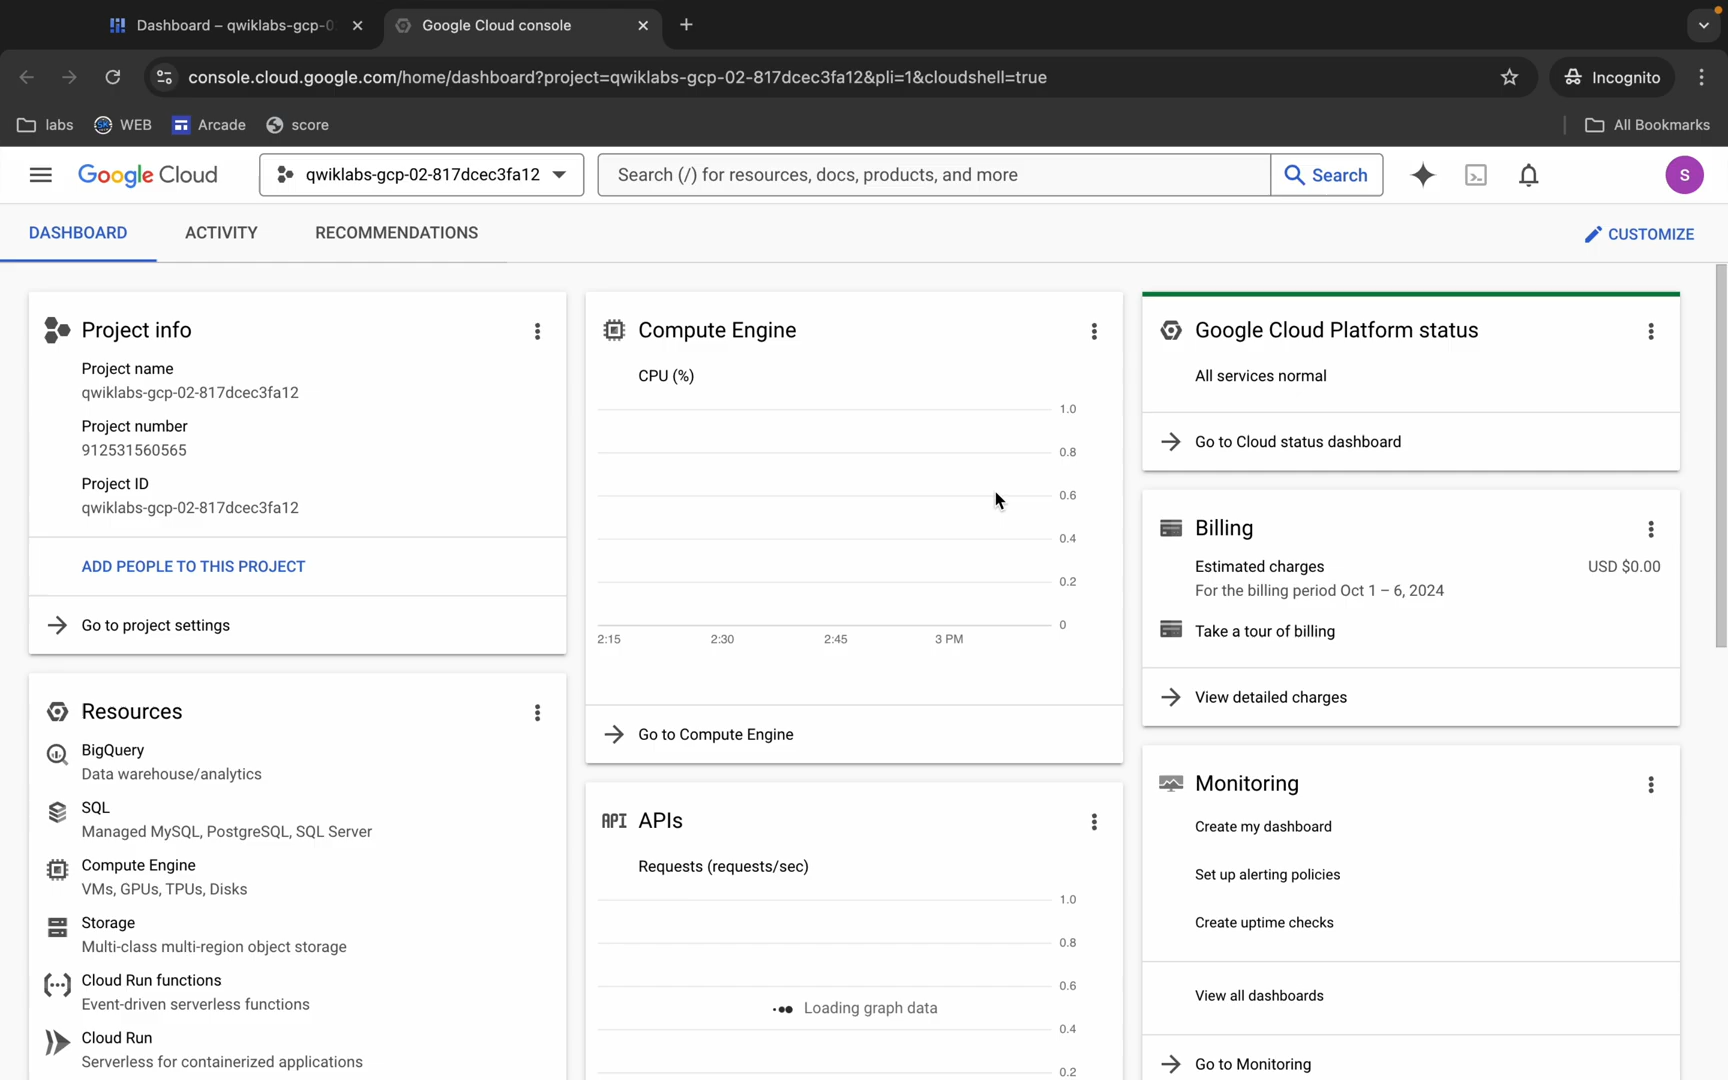 Dashboard – qwiklabs-gcp-0
Google Cloud console
console.cloud.google.com/home/dashboard?project=qwiklabs-gcp-02-817dcec3fa12&pli=1&cloudshell=true
Incognito
labs
WEB
Arcade
score
All Bookmarks
Google Cloud
qwiklabs-gcp-02-817dcec3fa12
Search (/) for resources, docs, products, and more
Search
S
DASHBOARD
ACTIVITY
RECOMMENDATIONS
CUSTOMIZE
Project info
Project name
qwiklabs-gcp-02-817dcec3fa12
Project number
912531560565
Project ID
qwiklabs-gcp-02-817dcec3fa12
ADD PEOPLE TO THIS PROJECT
Go to project settings
Resources
BigQuery
Data warehouse/analytics
SQL
Managed MySQL, PostgreSQL, SQL Server
Compute Engine
VMs, GPUs, TPUs, Disks
Storage
Multi-class multi-region object storage
Cloud Run functions
Event-driven serverless functions
Cloud Run
Serverless for containerized applications
Compute Engine
CPU (%)
1.0
0.8
0.6
0.4
0.2
0
2:15 2:30 2:45 3 PM
Go to Compute Engine
API APIs
Requests (requests/sec)
1.0
0.8
0.6
Loading graph data
0.4
0.2
Google Cloud Platform status
All services normal
Go to Cloud status dashboard
Billing
Estimated charges USD $0.00
For the billing period Oct 1 – 6, 2024
Take a tour of billing
View detailed charges
Monitoring
Create my dashboard
Set up alerting policies
Create uptime checks
View all dashboards
Go to Monitoring